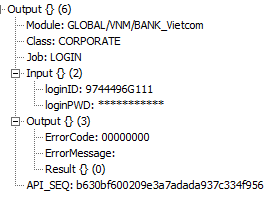 Output {} (6)
Module: GLOBAL/VNM/BANK_Vietcom
Class: CORPORATE
Job: LOGIN
Input {} (2)
loginID: 9744496G111
loginPWD: ***********
Output {} (3)
ErrorCode: 00000000
ErrorMessage:
Result {} (0)
API_SEQ: b630bf600209e3a7adada937c334f956